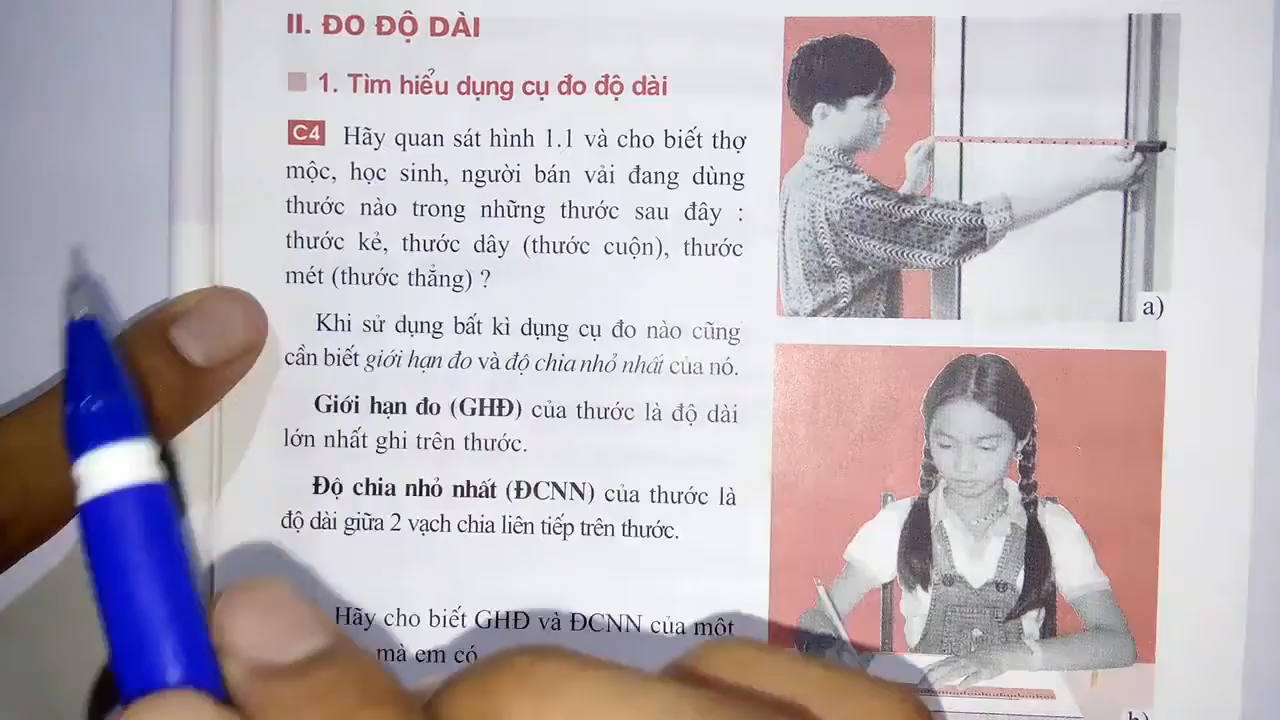 II. ĐO ĐỘ DÀI
1. Tìm hiểu dụng cụ đo độ dài
C4 Hãy quan sát hình 1.1 và cho biết thợ
mộc, học sinh, người bán vải đang dùng
thước nào trong những thước sau đây :
thước kẻ, thước dây (thước cuộn), thước
mét (thước thẳng) ?
Khi sử dụng bất kì dụng cụ đo nào cũng
cần biết giới hạn đo và độ chia nhỏ nhất của nó.
Giới hạn đo (GHĐ) của thước là độ dài
lớn nhất ghi trên thước.
Độ chia nhỏ nhất (ĐCNN) của thước là
độ dài giữa 2 vạch chia liên tiếp trên thước.
Hãy cho biết GHĐ và ĐCNN của một
mà em có
a)
b)